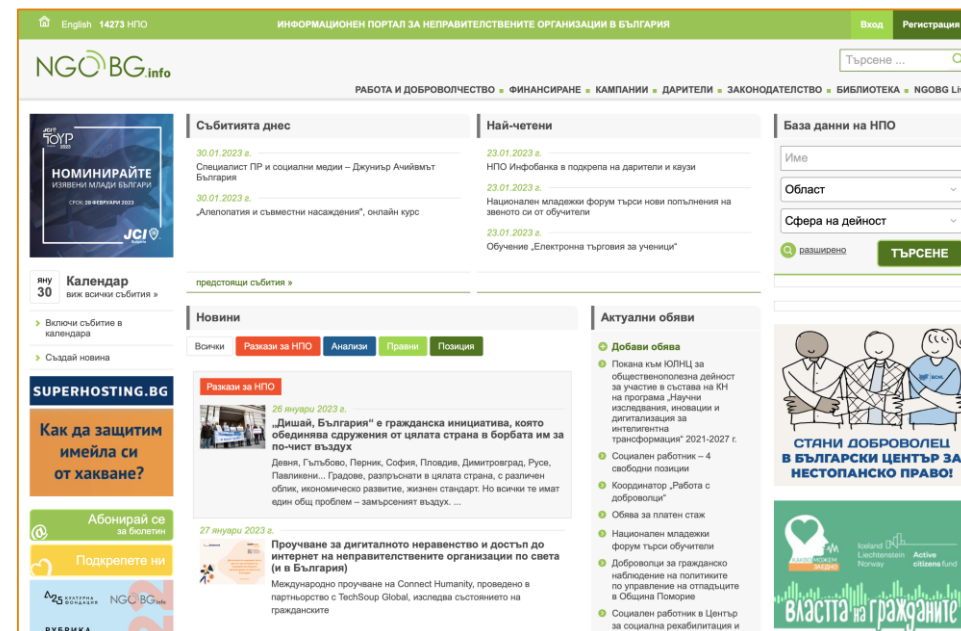 English 14273 НПО
ИНФОРМАЦИОНЕН ПОРТАЛ ЗА НЕПРАВИТЕЛСТВЕНИТЕ ОРГАНИЗАЦИИ В БЪЛГАРИЯ
Вход
Регистрация
NGOBG.info
Търсене ...
РАБОТА И ДОБРОВОЛЧЕСТВО
ФИНАНСИРАНЕ
КАМПАНИИ
ДАРИТЕЛИ
ЗАКОНОДАТЕЛСТВО
БИБЛИОТЕКА
NGOBG Li
JCI
TOYP
НОМИНИРАЙТЕ
ИЗЯВЕНИ МЛАДИ БЪЛГАРИ
СРОК: 28 ФЕВРУАРИ 2023
JCI
яну
30
Календар
виж всички събития »
Включи събитие в
календара
Създай новина
SUPERHOSTING.BG
Как да защитим
имейла си
от хакване?
Абонирай се
за бюлетин
Подкрепете ни
NGOBG.info
РУБРИКА
Събитията днес
30.01.2023 г.
Специалист ПР и социални медии – Джуниър Ачийвмът
България
30.01.2023 г.
„Алелопатия и съвместни насаждения", онлайн курс
предстоящи събития »
Най-четени
23.01.2023 г.
НПО Инфобанка в подкрепа на дарители и каузи
23.01.2023 г.
Национален младежки форум търси нови попълнения на
звеното си от обучители
23.01.2023 г.
Обучение „Електронна търговия за ученици"
Новини
Всички
Разкази за НПО
Анализи
Правни
Позиция
Разкази за НПО
26 януари 2023 г.
„Дишай, България" е гражданска инициатива, която
обединява сдружения от цялата страна в борбата им за
по-чист въздух
Девня, Гълъбово, Перник, София, Пловдив, Димитровград, Русе,
Павликени... Градове, разпръснати в цялата страна, с различен
облик, икономическо развитие, жизнен стандарт. Но всички те имат
един общ проблем – замърсеният въздух. ...
27 януари 2023 г.
Проучване за дигиталното неравенство и достъп до
интернет на неправителствените организации по света
(и в България)
Международно проучване на Connect Humanity, проведено в
партньорство с TechSoup Global, изследва състоянието на
гражданските
Актуални обяви
Добави обява
Покана към ЮЛНЦ за
общественополезна дейност
за участие в състава на КН
на програма „Научни
изследвания, иновации и
дигитализация за
интелигентна
трансформация" 2021-2027 г.
Социален работник – 4
свободни позиции
Координатор „Работа с
доброволци"
Обява за платен стаж
Национален младежки
форум търси обучители
Доброволци за гражданско
наблюдение на политиките
по управление на отпадъците
в Община Поморие
Социален работник в Център
за социална рехабилитация и
База данни на НПО
Име
Област
Сфера на дейност
разширено
ТЪРСЕНЕ
СТАНИ ДОБРОВОЛЕЦ
В БЪЛГАРСКИ ЦЕНТЪР ЗА
НЕСТОПАНСКО ПРАВО!
Iceland
Liechtenstein
Norway
Active
citizens fund
ВЛАСТТА на гражданите